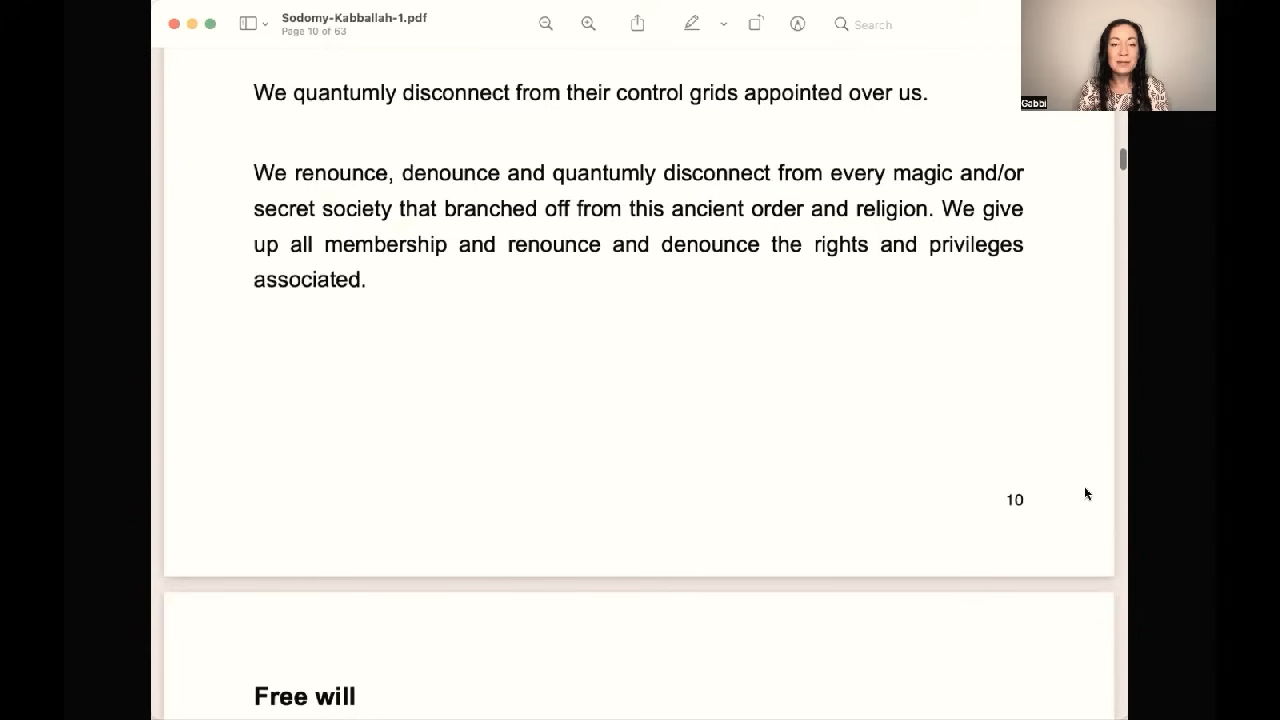 Sodomy-Kabballah-1.pdf
Page 10 of 63
Search
Gabbi
We quantumly disconnect from their control grids appointed over us.
We renounce, denounce and quantumly disconnect from every magic and/or
secret society that branched off from this ancient order and religion. We give
up all membership and renounce and denounce the rights and privileges
associated.
10
Free will